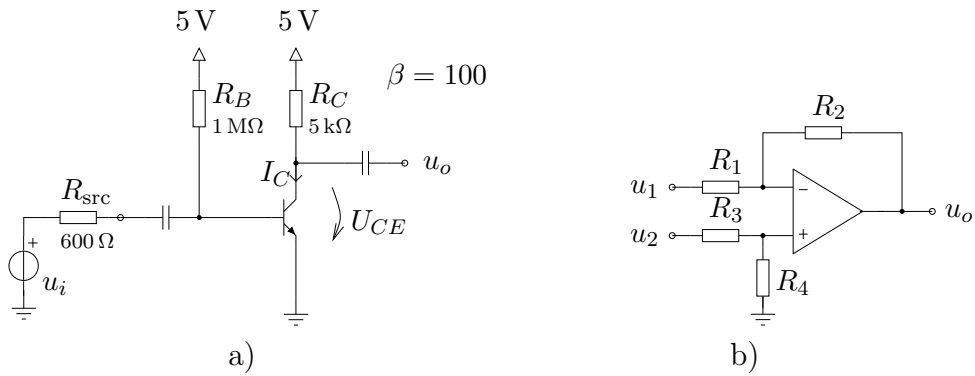 5 V
5 V
β = 100
R_B
1 MΩ
R_C
5 kΩ
I_C
u_o
U_CE
R_src
600 Ω
+
u_i
a)
R_2
R_1
u_1
−
R_3
u_2
+
u_o
R_4
b)